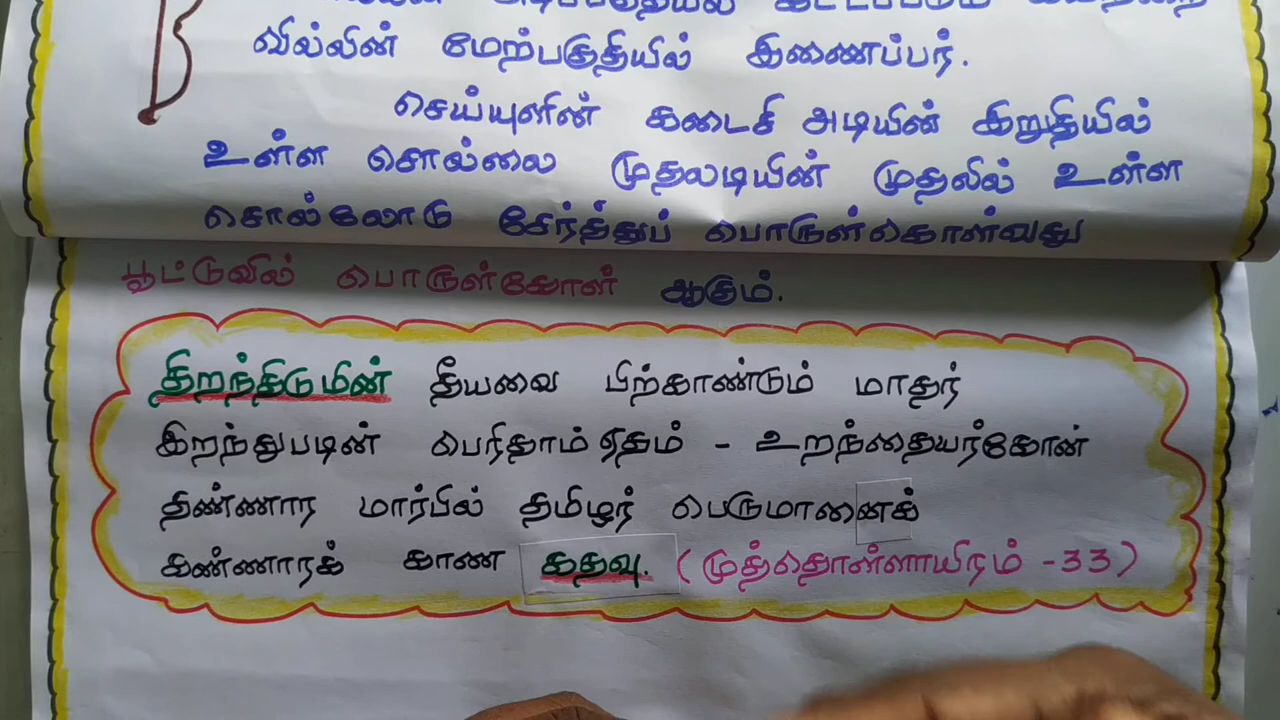 வில்லின் மேற்பகுதியில் இணைப்பர்.
செய்யுளின் கடைசி அடியின் இறுதியில்
உள்ள சொல்லை முதலடியின் முதலில் உள்ள
சொல்லோடு சேர்த்துப் பொருள்கொள்வது
பூட்டுவில் பொருள்கோள் ஆகும்.
திறந்திடுமின் தீயவை பிற்காண்டும் மாதர்
இறந்துபடின் பெரிதாம் ஏதம் - உறந்தையர்கோன்
தண்ணார மார்பில் தமிழர் பெருமானைக்
கண்ணாரக் காண கதவு. (முத்தொள்ளாயிரம் -33)